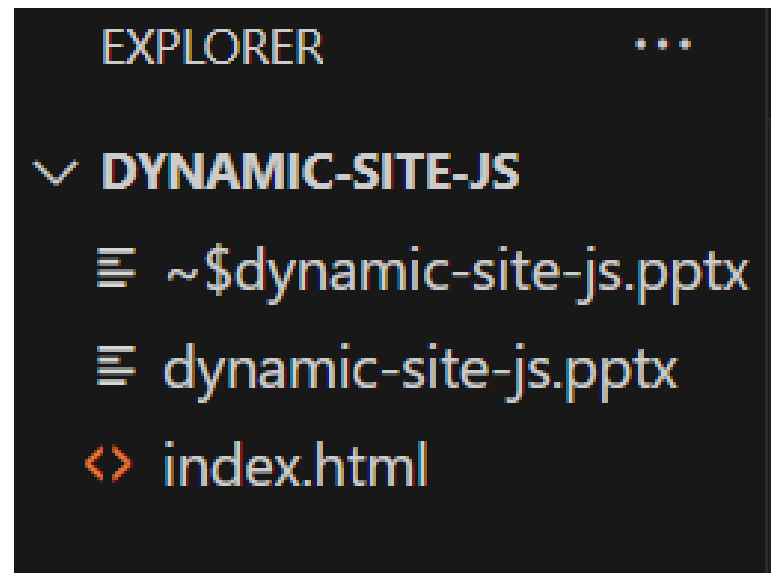 EXPLORER
DYNAMIC-SITE-JS
~$dynamic-site-js.pptx
dynamic-site-js.pptx
index.html